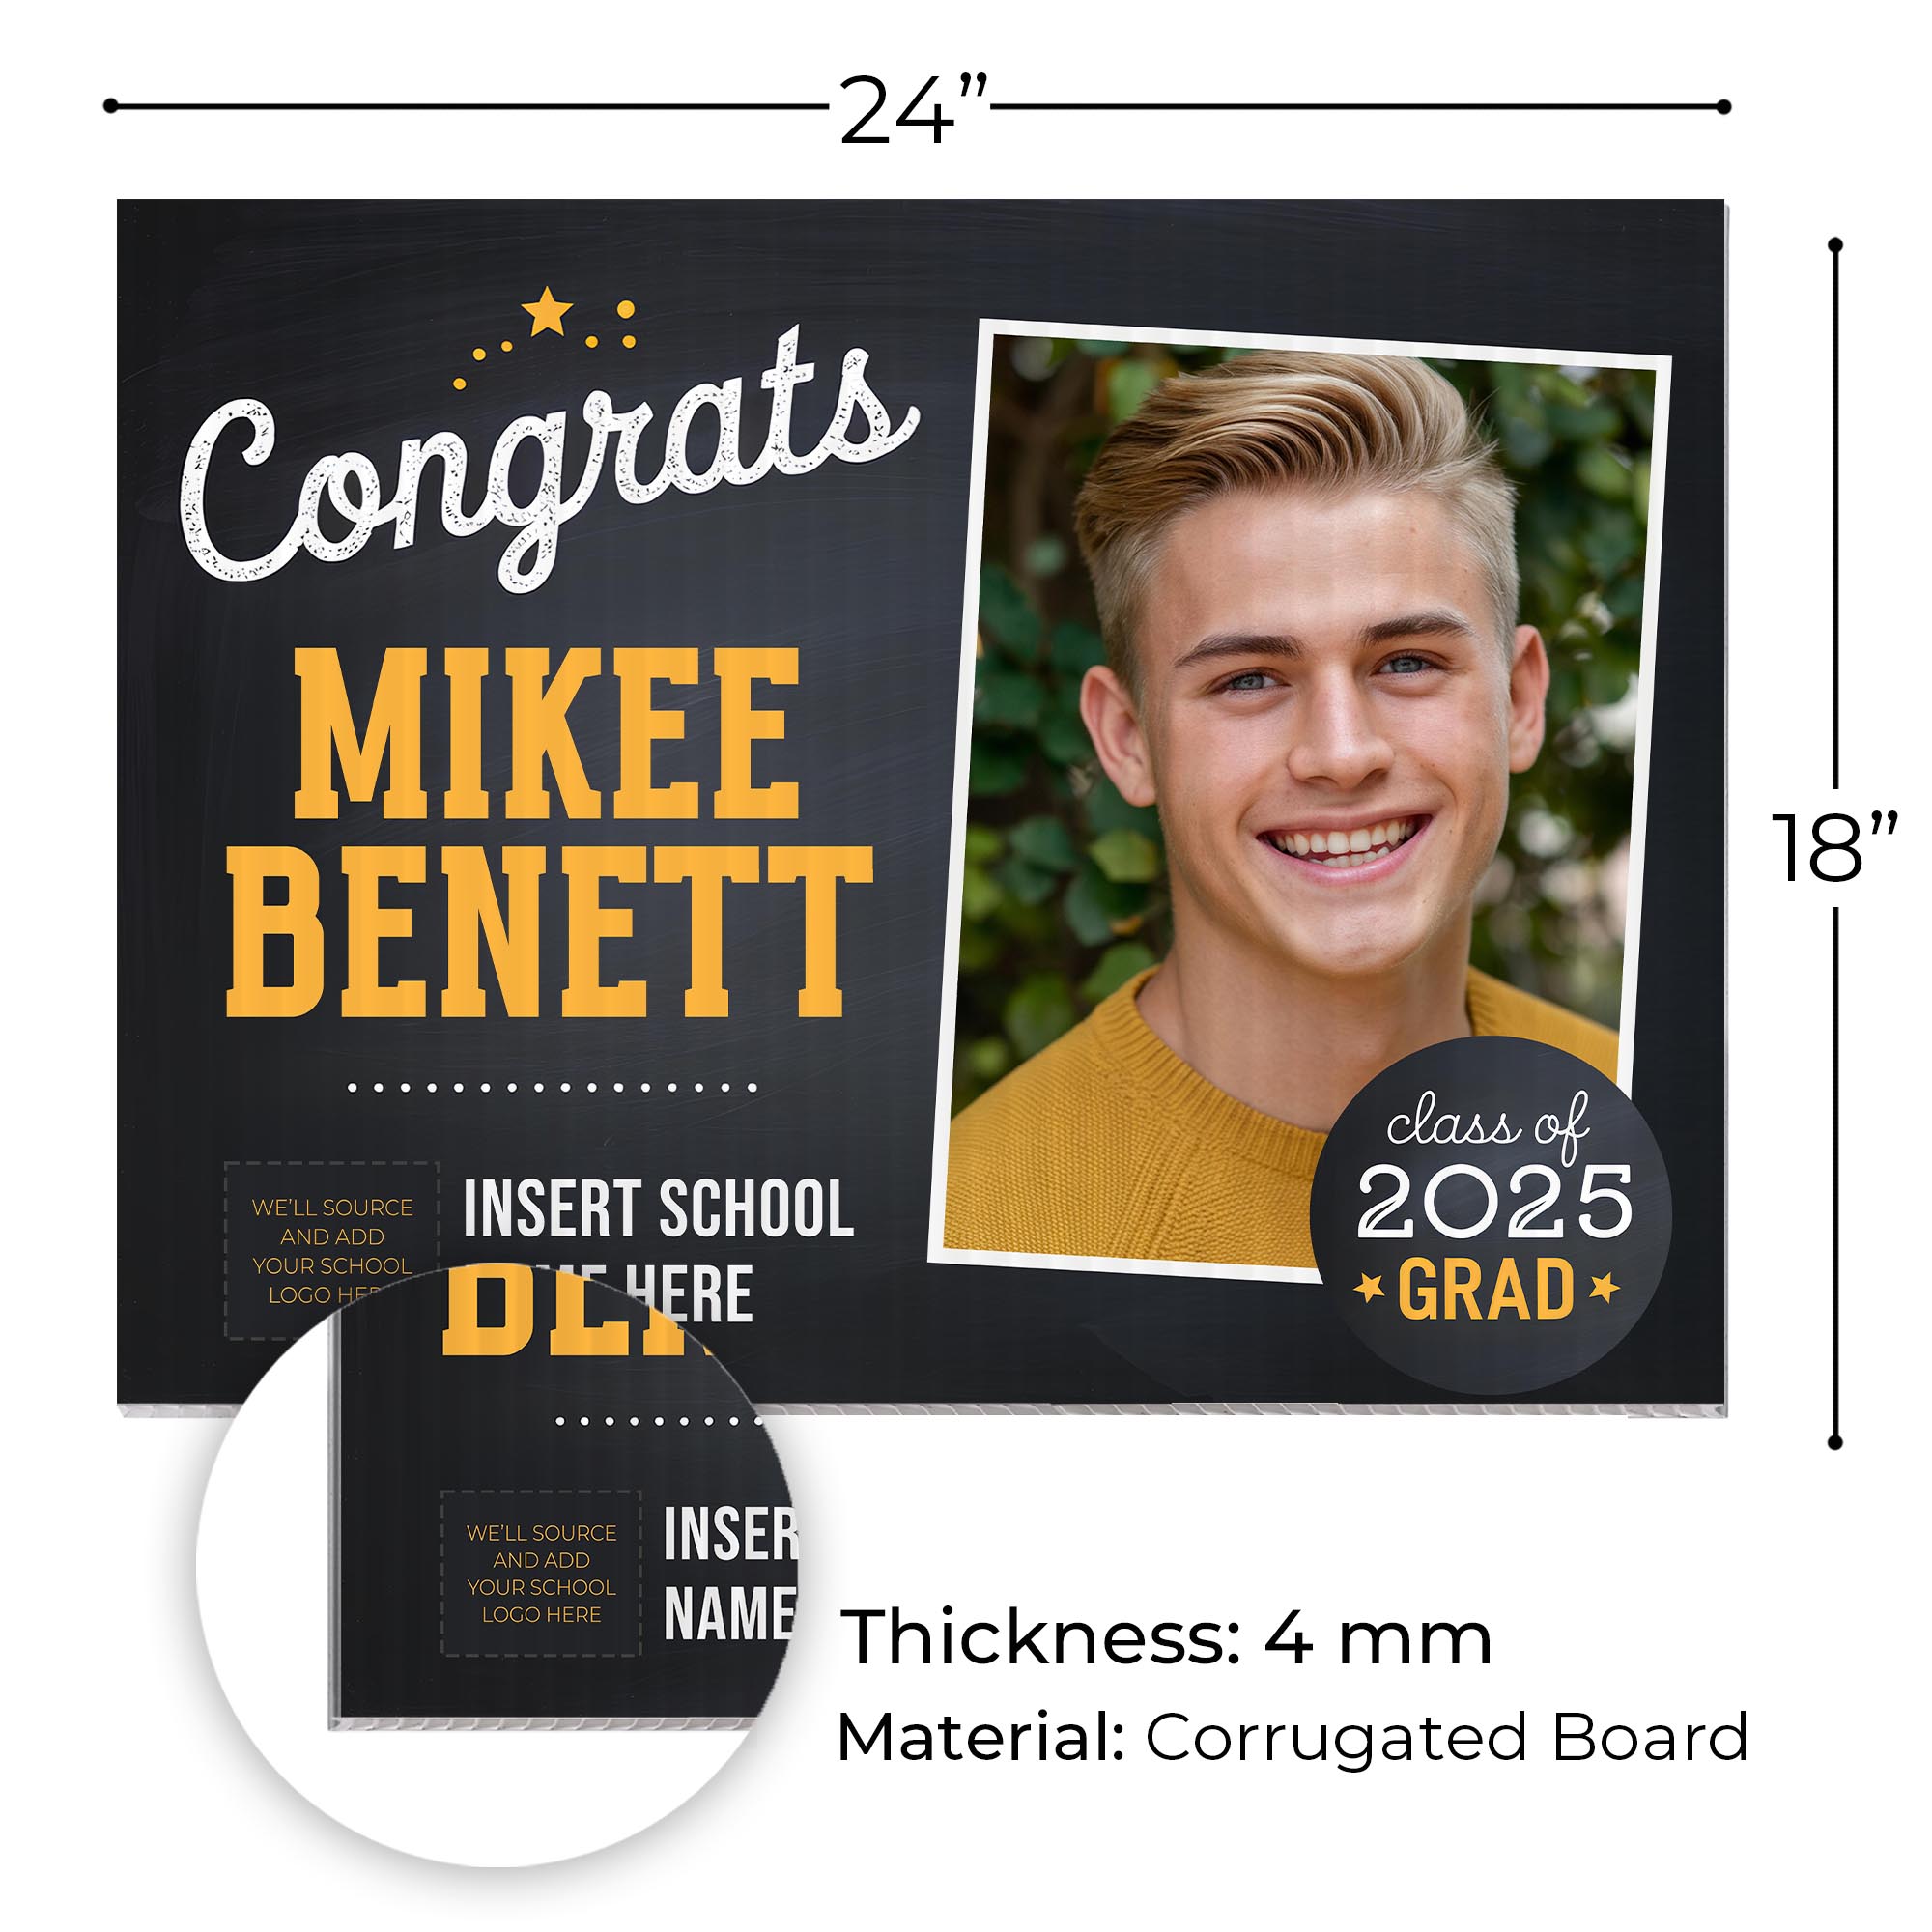 24”
Congrats
MIKEE
BENETT
WE'LL SOURCE
AND ADD
YOUR SCHOOL
LOGO
INSERT SCHOOL
HERE
class of
2025
GRAD
18”
WE'LL SOURCE
AND ADD
YOUR SCHOOL
LOGO HERE
INSER
NAME
Thickness: 4 mm
Material: Corrugated Board